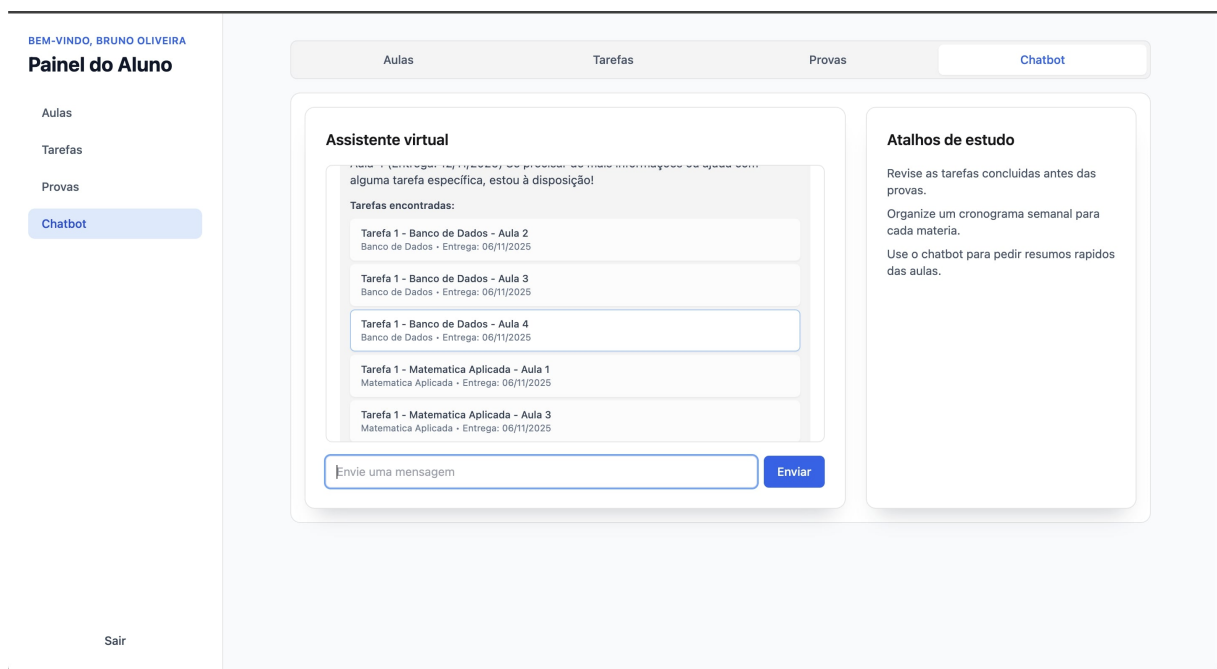 BEM-VINDO, BRUNO OLIVEIRA
Painel do Aluno
Aulas
Tarefas
Provas
Chatbot
Sair
Aulas
Tarefas
Provas
Chatbot
Assistente virtual
alguma tarefa específica, estou à disposição!
Tarefas encontradas:
Tarefa 1 - Banco de Dados - Aula 2
Banco de Dados • Entrega: 06/11/2025
Tarefa 1 - Banco de Dados - Aula 3
Banco de Dados • Entrega: 06/11/2025
Tarefa 1 - Banco de Dados - Aula 4
Banco de Dados • Entrega: 06/11/2025
Tarefa 1 - Matematica Aplicada - Aula 1
Matematica Aplicada • Entrega: 06/11/2025
Tarefa 1 - Matematica Aplicada - Aula 3
Matematica Aplicada • Entrega: 06/11/2025
Envie uma mensagem
Enviar
Atalhos de estudo
Revise as tarefas concluidas antes das
provas.
Organize um cronograma semanal para
cada materia.
Use o chatbot para pedir resumos rapidos
das aulas.